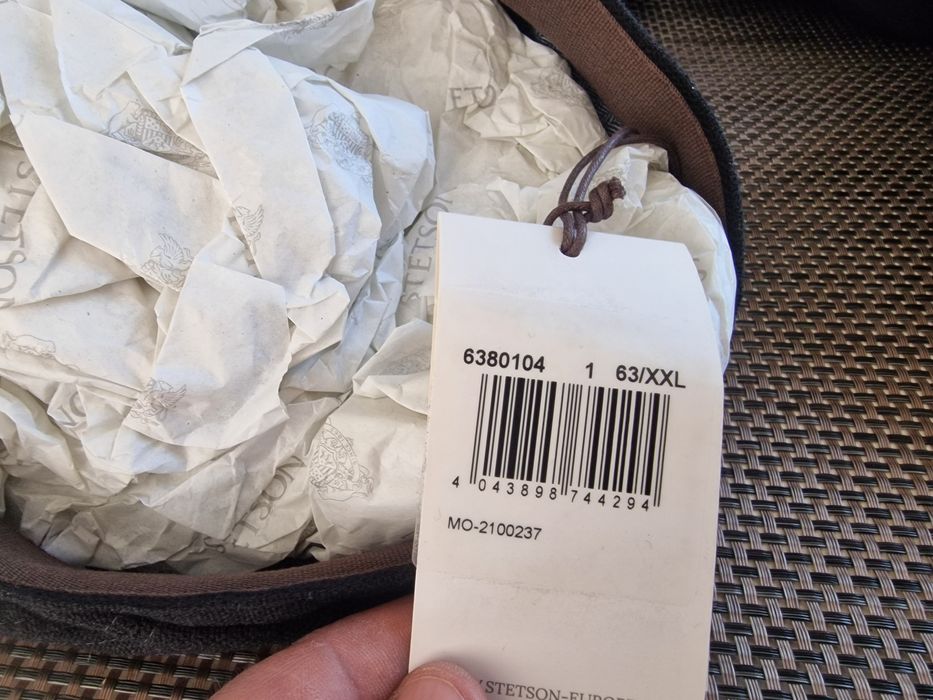 STETSON
STETSON
6380104 1 63/XXL
4 043898 744294
MO-2100237
STETSON-EUROPE